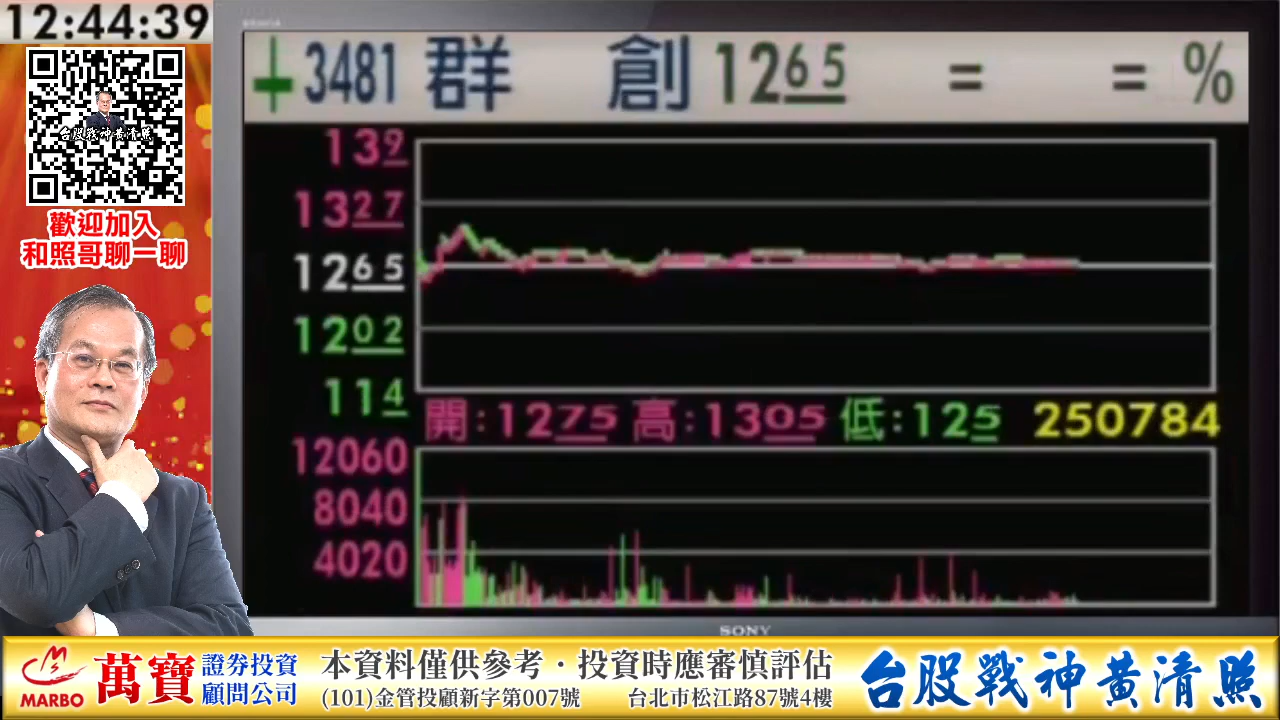 12:44:39
台股戰神黃清照
歡迎加入
和照哥聊一聊
3481 群 創 1265 = = %
139
1327
1265
1202
114
開:1275 高:1305 低:125 250784
12060
8040
4020
SONY
MARBO
萬寶
證券投資
顧問公司
本資料僅供參考·投資時應審慎評估
(101)金管投顧新字第007號 台北市松江路87號4樓
台股戰神黃清照